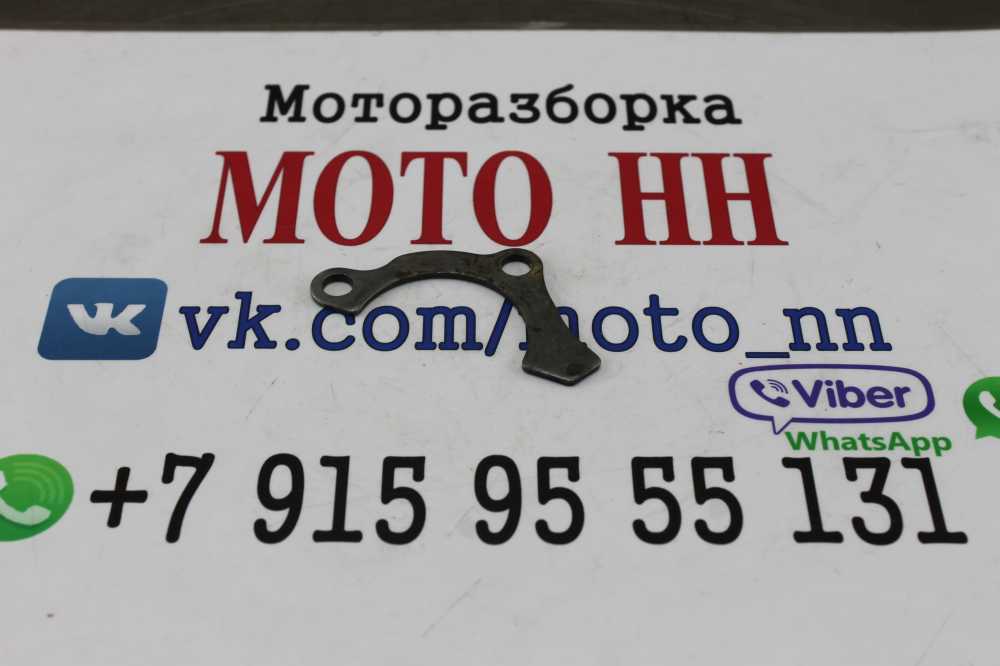 Моторазборка
МОТО НН
vk.com/moto_nn
Viber
WhatsApp
+7 915 95 55 131